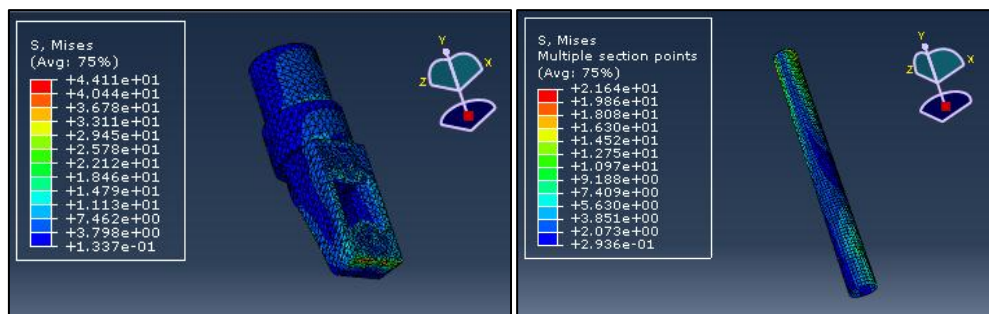 S, Mises
(Avg: 75%)
+4.411e+01
+4.044e+01
+3.678e+01
+3.311e+01
+2.945e+01
+2.578e+01
+2.212e+01
+1.846e+01
+1.479e+01
+1.113e+01
+7.462e+00
+3.798e+00
+1.337e-01
Y
X
Z
S, Mises
Multiple section points
(Avg: 75%)
+2.164e+01
+1.986e+01
+1.808e+01
+1.630e+01
+1.452e+01
+1.275e+01
+1.097e+01
+9.188e+00
+7.409e+00
+5.630e+00
+3.851e+00
+2.073e+00
+2.936e-01
Y
X
Z